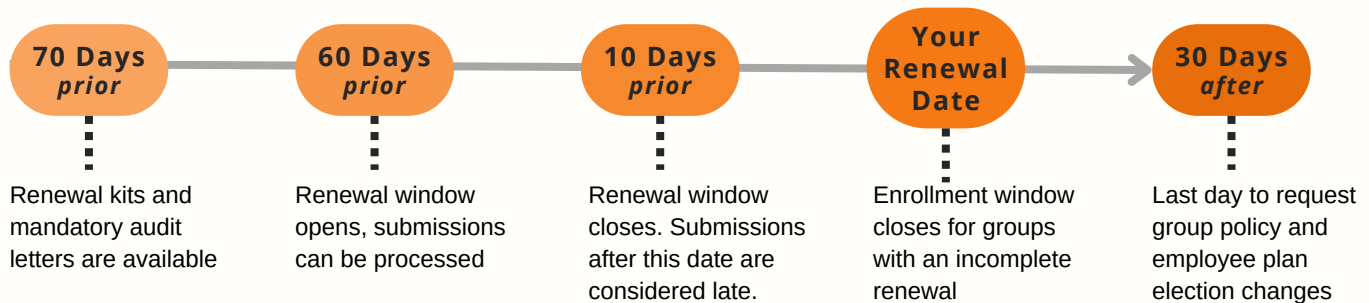 70 Days
prior
60 Days
prior
10 Days
prior
Your
Renewal
Date
30 Days
after
Renewal kits and
mandatory audit
letters are available
Renewal window
opens, submissions
can be processed
Renewal window
closes. Submissions
after this date are
considered late.
Enrollment window
closes for groups
with an incomplete
renewal
Last day to request
group policy and
employee plan
election changes